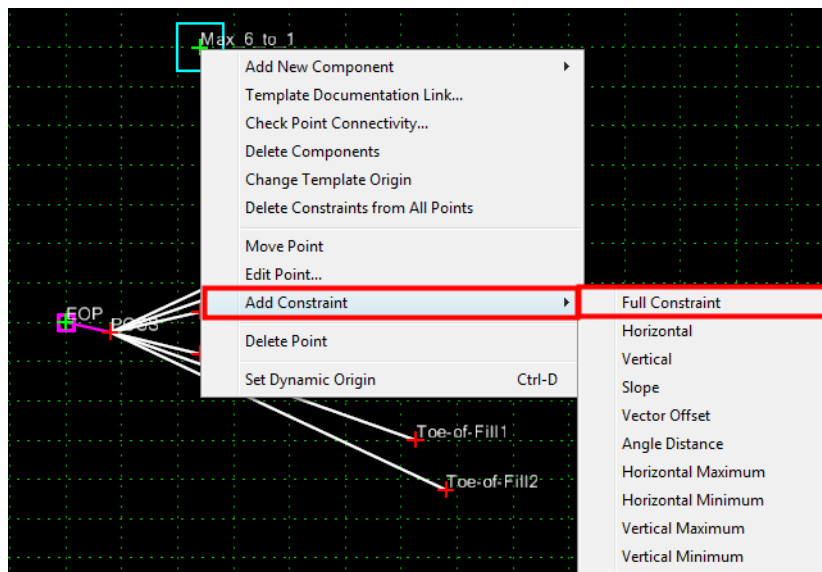 Max_6_to_1
Add New Component
Template Documentation Link...
Check Point Connectivity...
Delete Components
Change Template Origin
Delete Constraints from All Points
Move Point
Edit Point...
Add Constraint
Delete Point
Set Dynamic Origin Ctrl-D
Full Constraint
Horizontal
Vertical
Slope
Vector Offset
Angle Distance
Horizontal Maximum
Horizontal Minimum
Vertical Maximum
Vertical Minimum
EOP
Toe-of-Fill1
Toe-of-Fill2